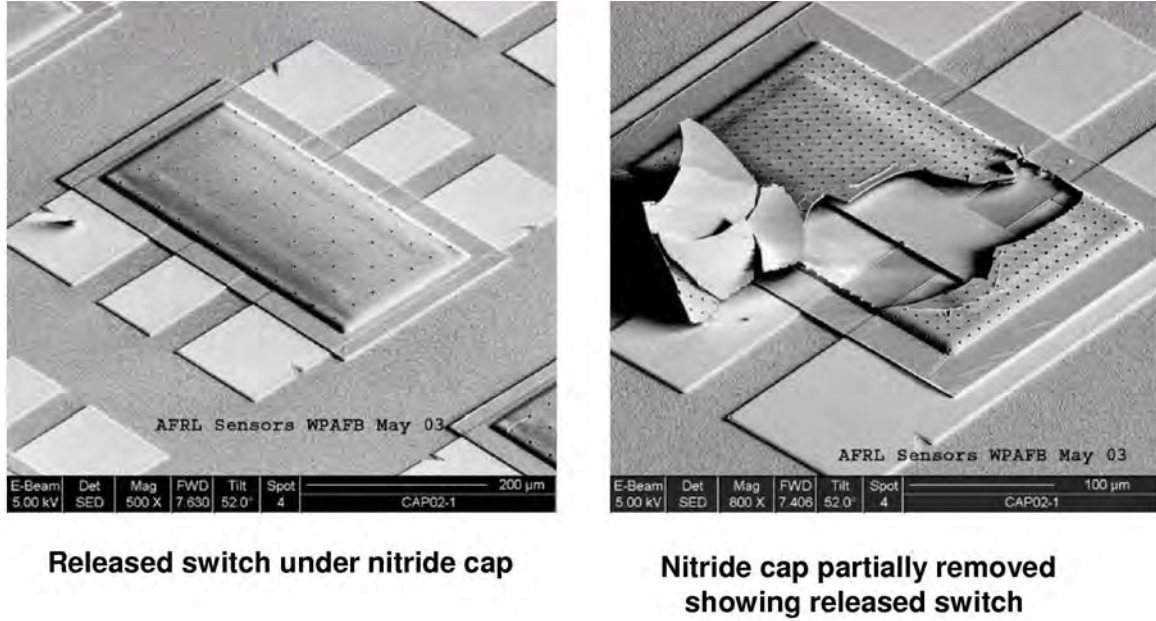 AFRL Sensors WPAFB May 03
E-Beam Det Mag FWD Tilt Spot 200 µm
5.00 kV SED 500 X 7.630 52.0° 4 CAP02-1
Released switch under nitride cap
AFRL Sensors WPAFB May 03
E-Beam Det Mag FWD Tilt Spot 100 µm
5.00 kV SED 800 X 7.406 52.0° 4 CAP02-1
Nitride cap partially removed
showing released switch